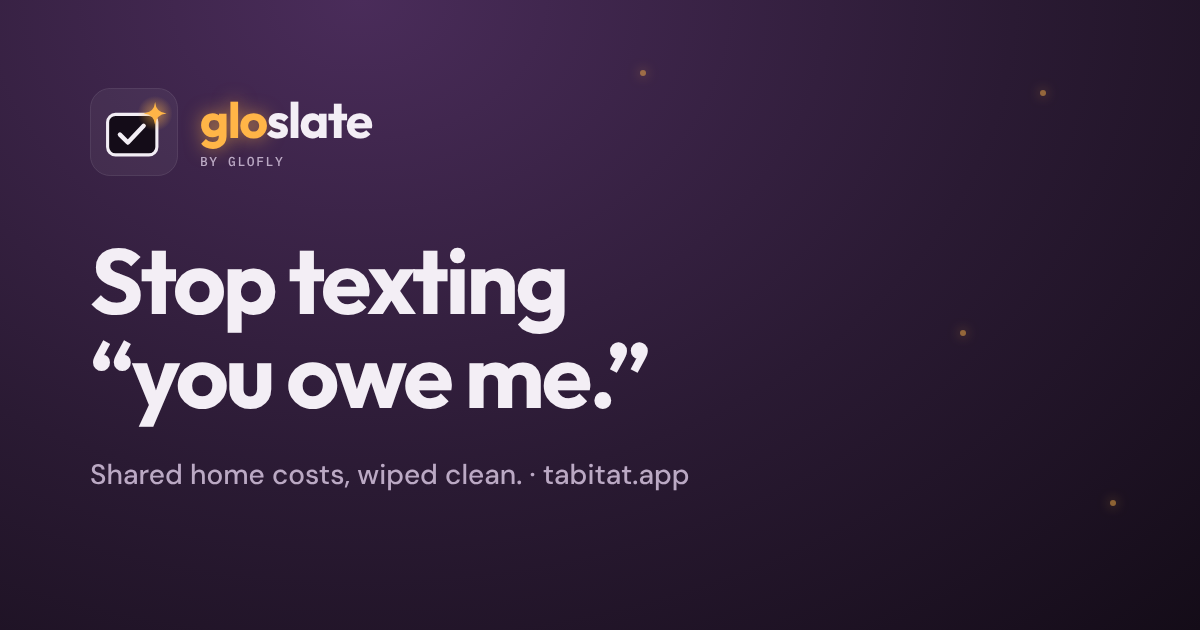 gloslate
BY GLOFLY
Stop texting
“you owe me.”
Shared home costs, wiped clean. · tabitat.app